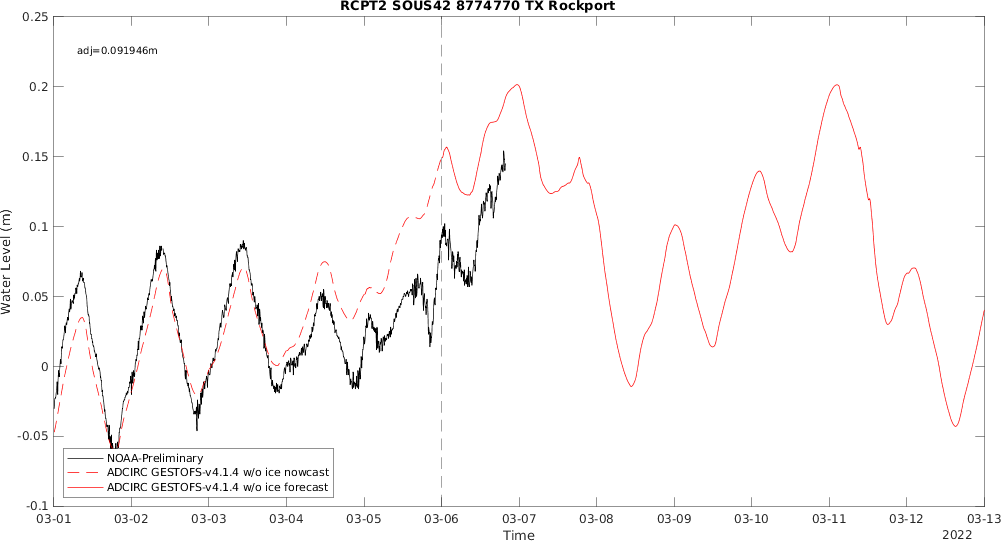 RCPT2 SOUS42 8774770 TX Rockport
adj=0.091946m
0.25
0.2
0.15
0.1
0.05
0
-0.05
-0.1
Water Level (m)
NOAA-Preliminary
ADCIRC GESTOFS-v4.1.4 w/o ice nowcast
ADCIRC GESTOFS-v4.1.4 w/o ice forecast
03-01 03-02 03-03 03-04 03-05 03-06 03-07 03-08 03-09 03-10 03-11 03-12 03-13
Time
2022